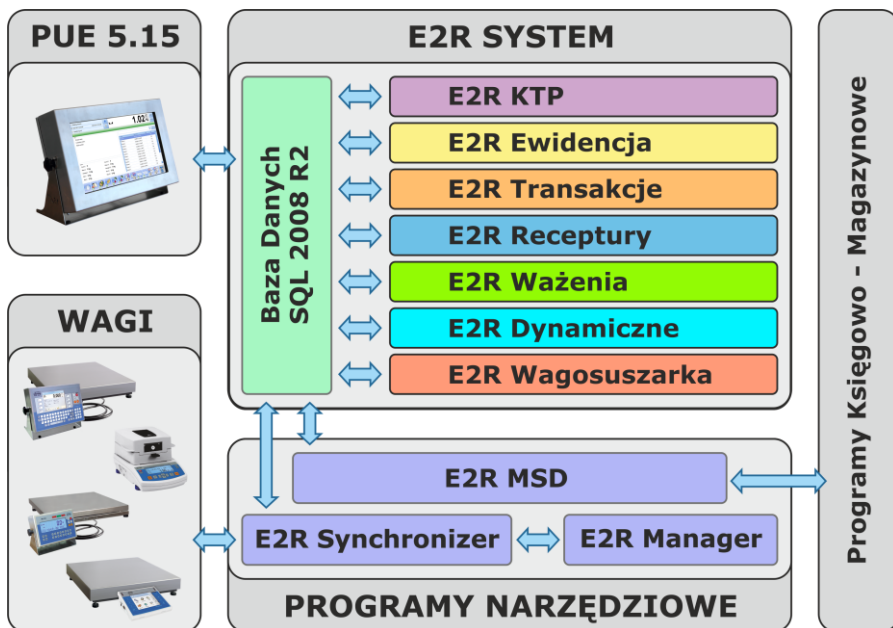 PUE 5.15
E2R SYSTEM
Baza Danych
SQL 2008 R2
E2R KTP
E2R Ewidencja
E2R Transakcje
E2R Receptury
E2R Ważenia
E2R Dynamiczne
E2R Wagosuszarka
WAGI
E2R MSD
E2R Synchronizer
E2R Manager
PROGRAMY NARZĘDZIOWE
Programy Księgowo - Magazynowe